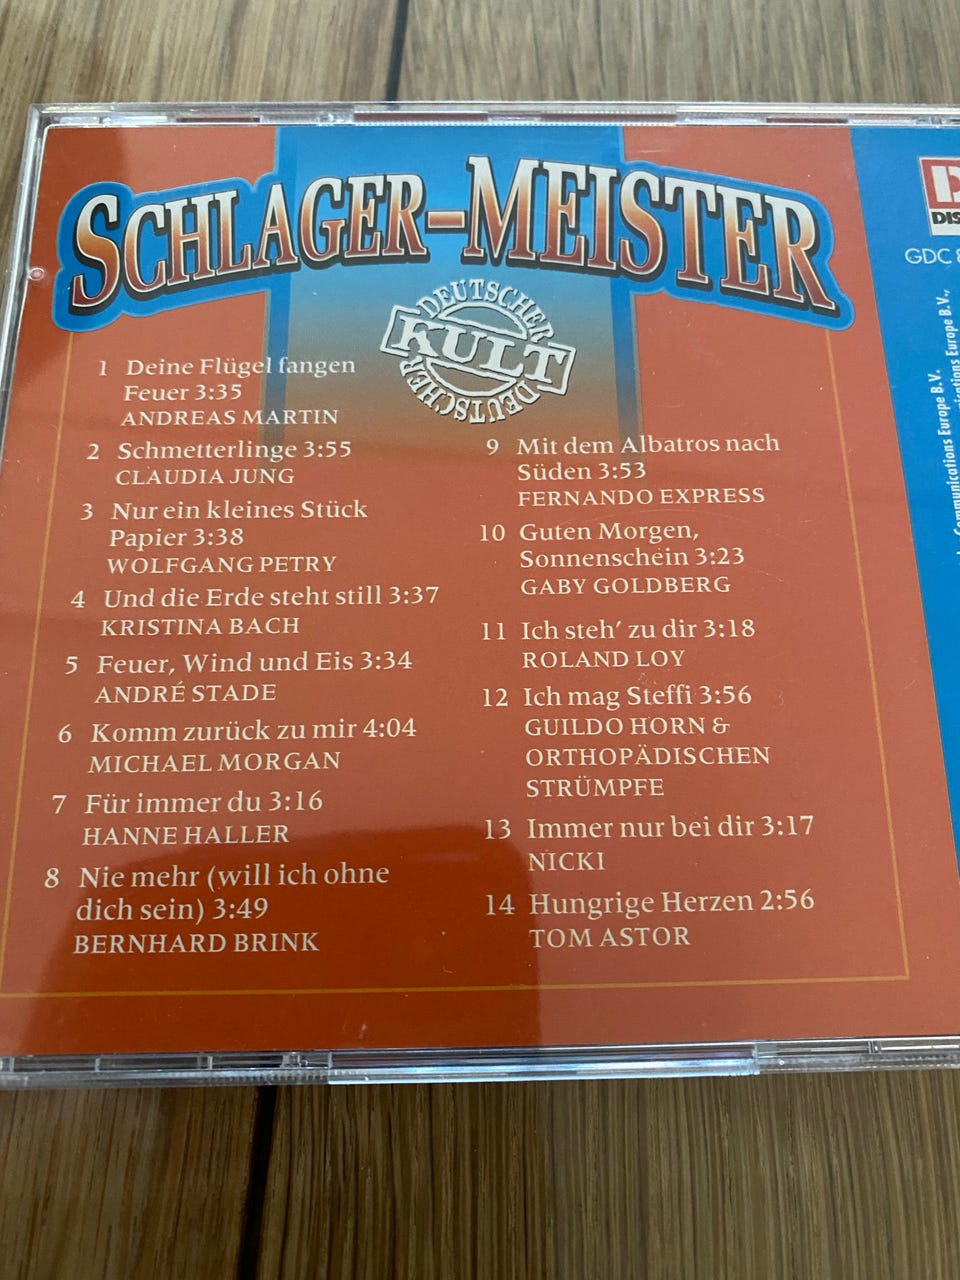 SCHLAGER-MEISTER
DEUTSCHER
KULT
DEUTSCHER
1 Deine Flügel fangen
Feuer 3:35
ANDREAS MARTIN
2 Schmetterlinge 3:55
CLAUDIA JUNG
3 Nur ein kleines Stück
Papier 3:38
WOLFGANG PETRY
4 Und die Erde steht still 3:37
KRISTINA BACH
5 Feuer, Wind und Eis 3:34
ANDRÉ STADE
6 Komm zurück zu mir 4:04
MICHAEL MORGAN
7 Für immer du 3:16
HANNE HALLER
8 Nie mehr (will ich ohne
dich sein) 3:49
BERNHARD BRINK
9 Mit dem Albatros nach
Süden 3:53
FERNANDO EXPRESS
10 Guten Morgen,
Sonnenschein 3:23
GABY GOLDBERG
11 Ich steh' zu dir 3:18
ROLAND LOY
12 Ich mag Steffi 3:56
GUILDO HORN &
ORTHOPÄDISCHEN
STRÜMPFE
13 Immer nur bei dir 3:17
NICKI
14 Hungrige Herzen 2:56
TOM ASTOR
DIS
GDC 8
Communications Europe B.V.
Europe B.V.,